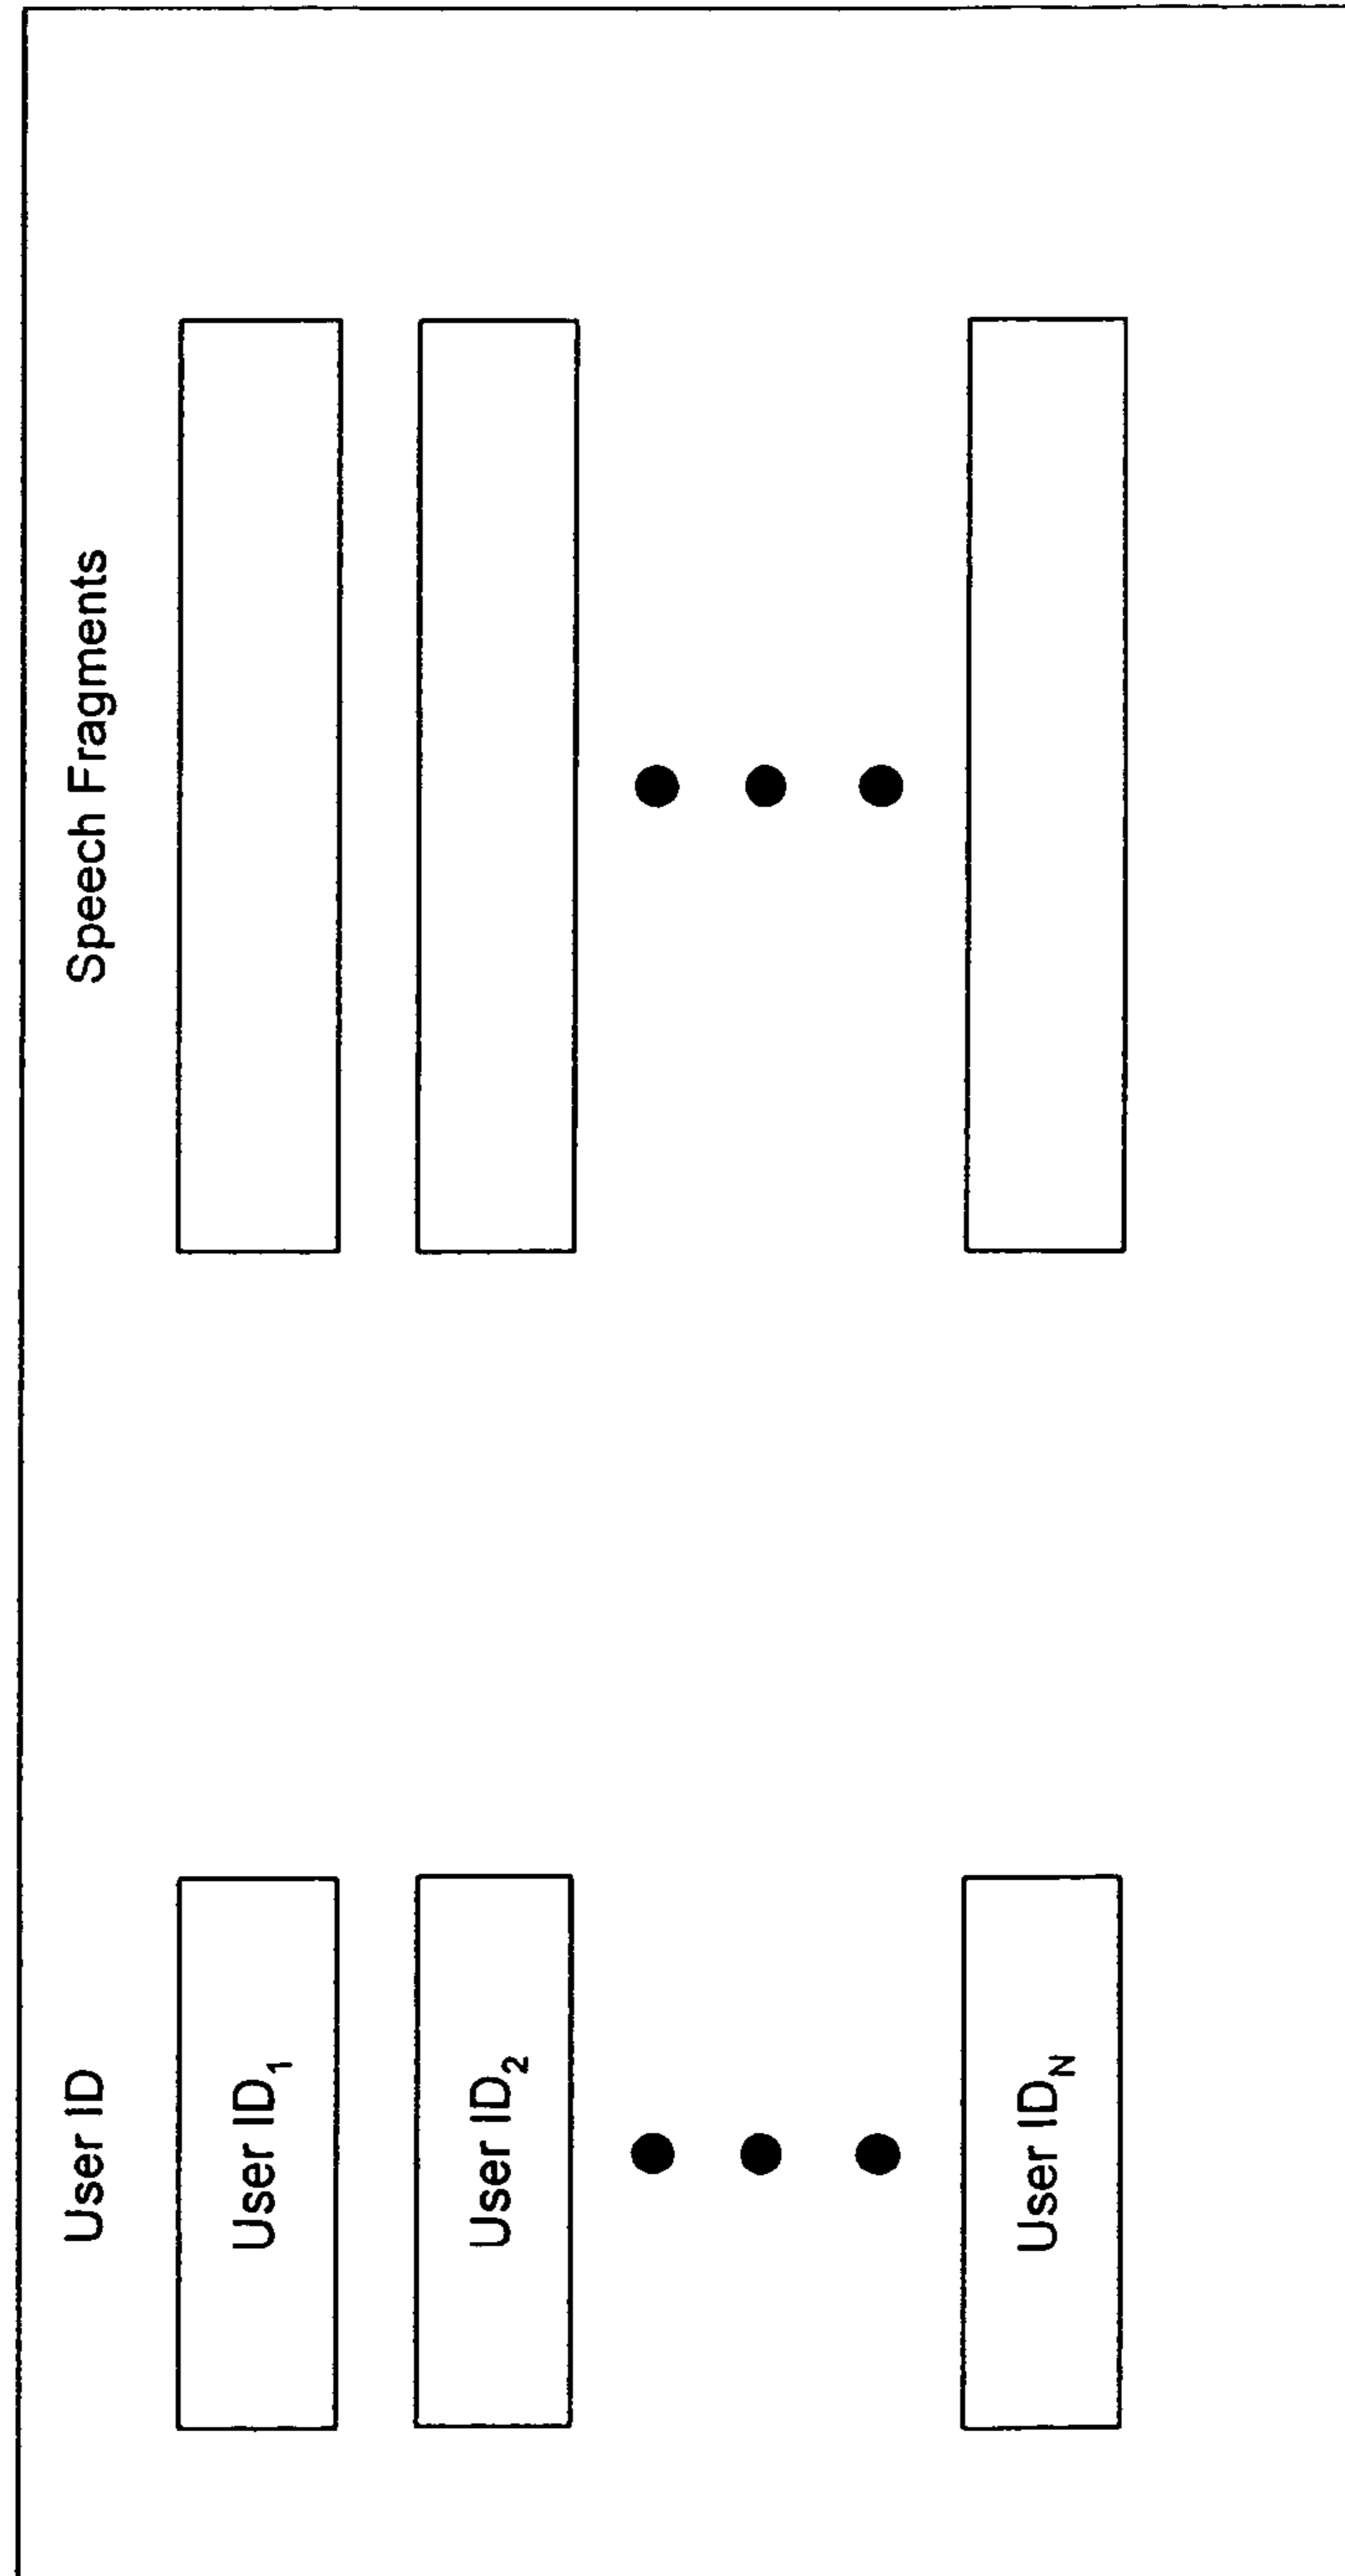 User ID
Speech Fragments
User ID₁
User ID₂
User IDN